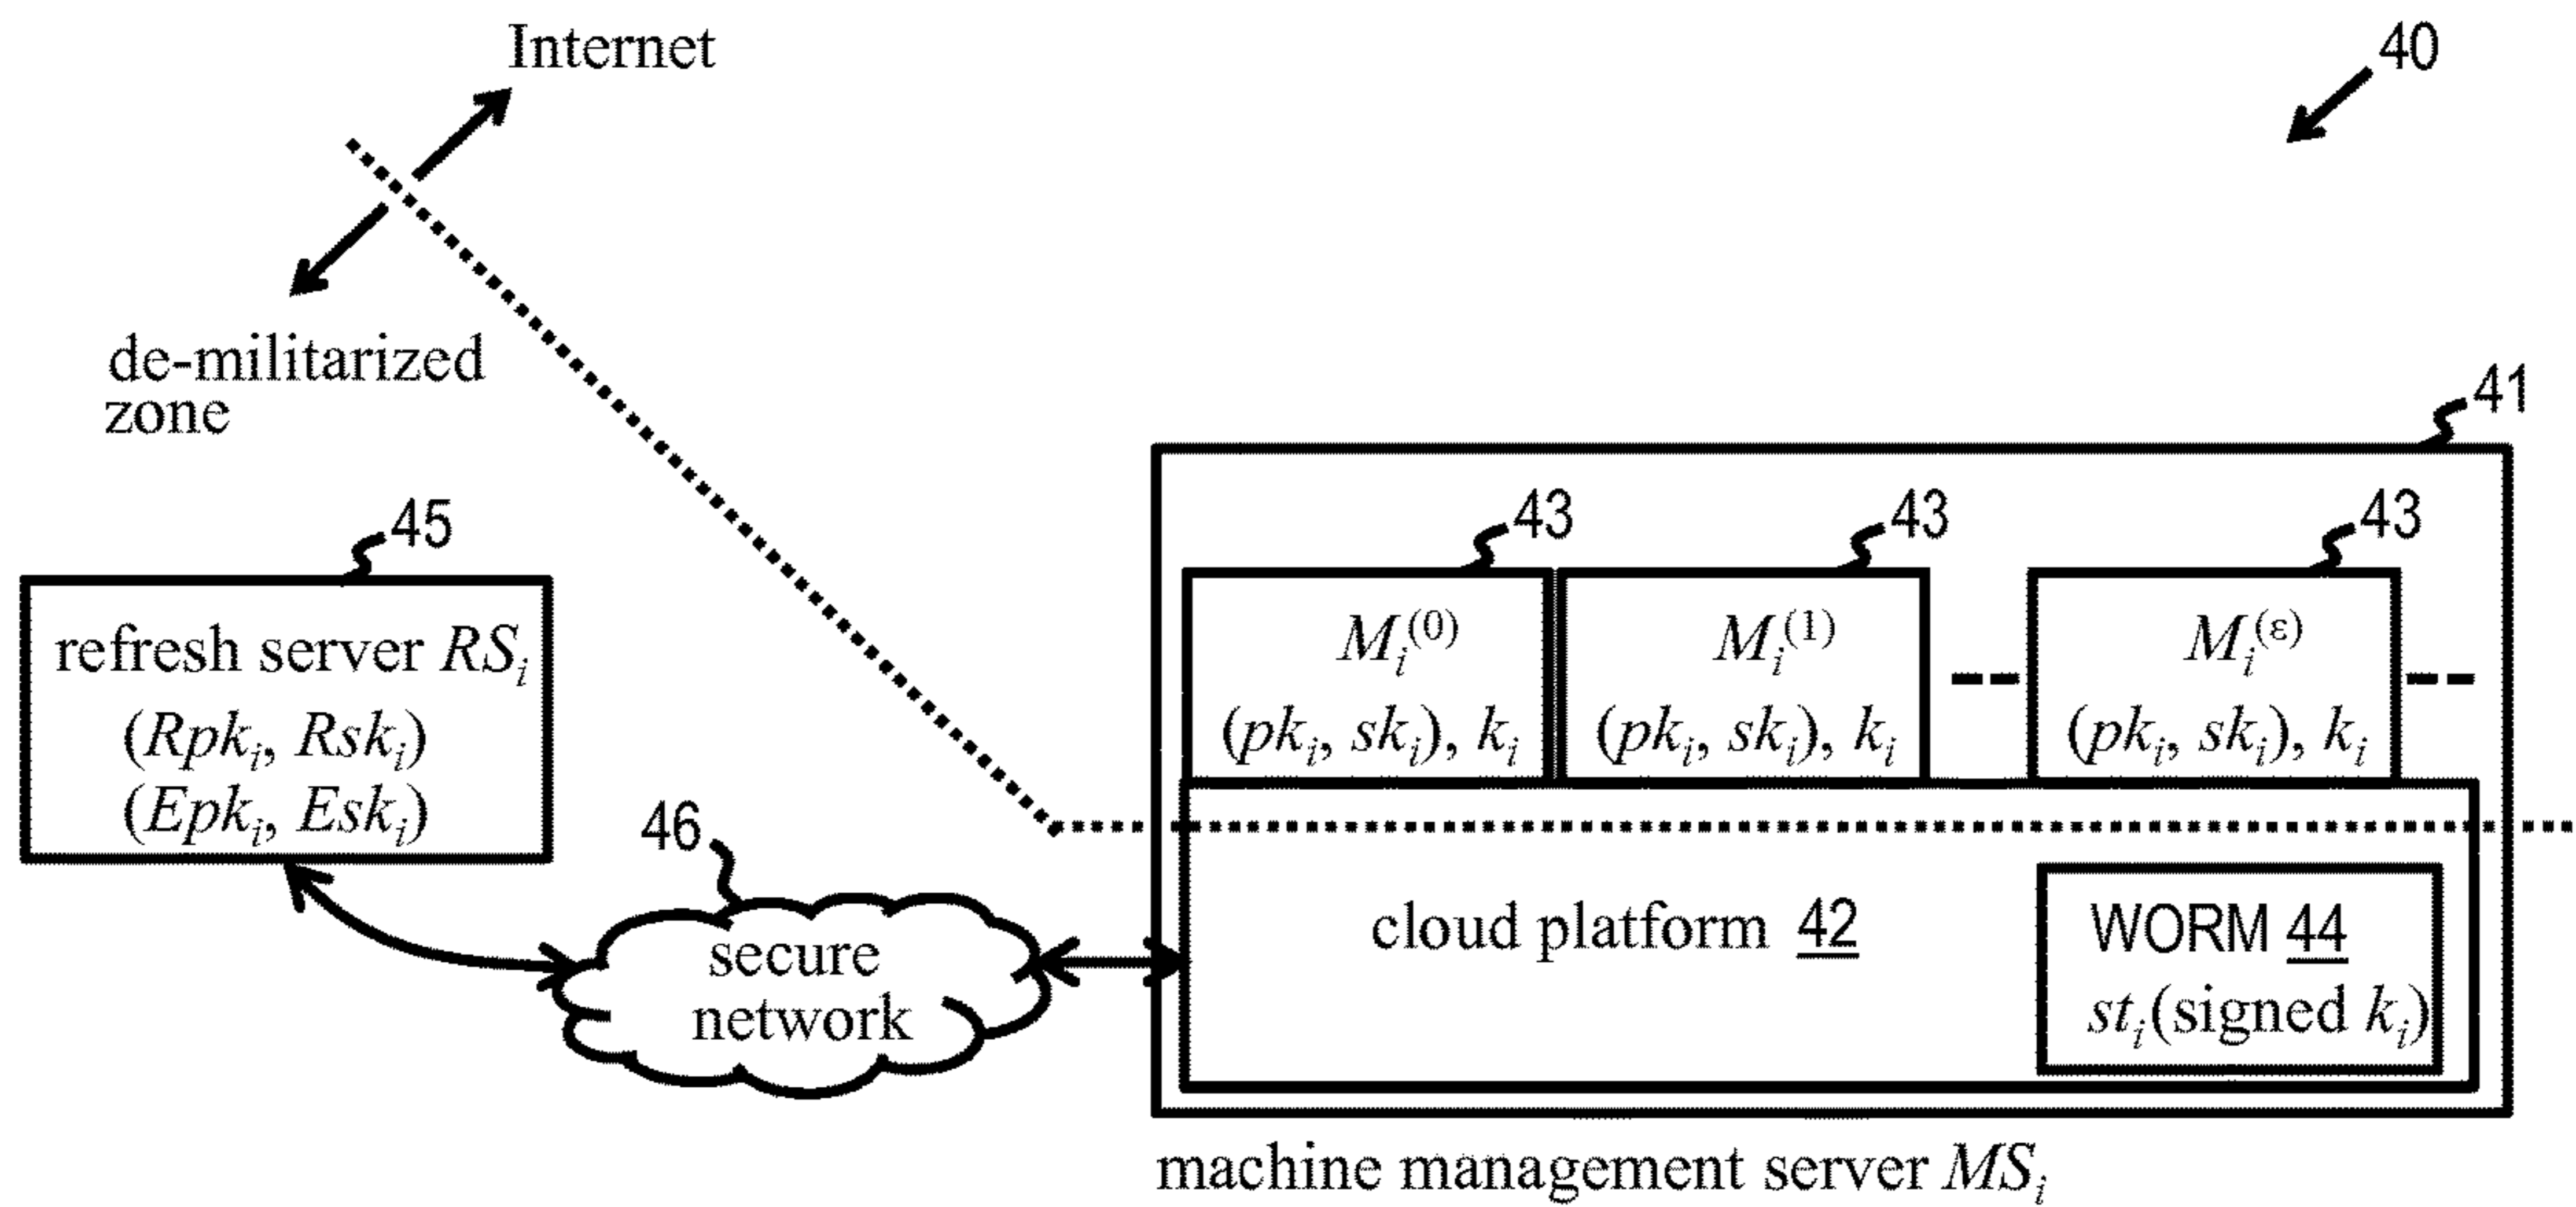 Internet
40
de-militarized
zone
41
45
43
43
43
refresh server RSᵢ
(Rpkᵢ, Rskᵢ)
(Epkᵢ, Eskᵢ)
Mᵢ⁽⁰⁾
(pkᵢ, skᵢ), kᵢ
Mᵢ⁽¹⁾
(pkᵢ, skᵢ), kᵢ
Mᵢ^(ε)
(pkᵢ, skᵢ), kᵢ
46
secure
network
cloud platform 42
WORM 44
stᵢ(signed kᵢ)
machine management server MSᵢ